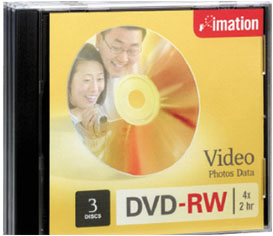 imation
Video
Photos Data
3
DISCS
DVD-RW
4x
2 hr